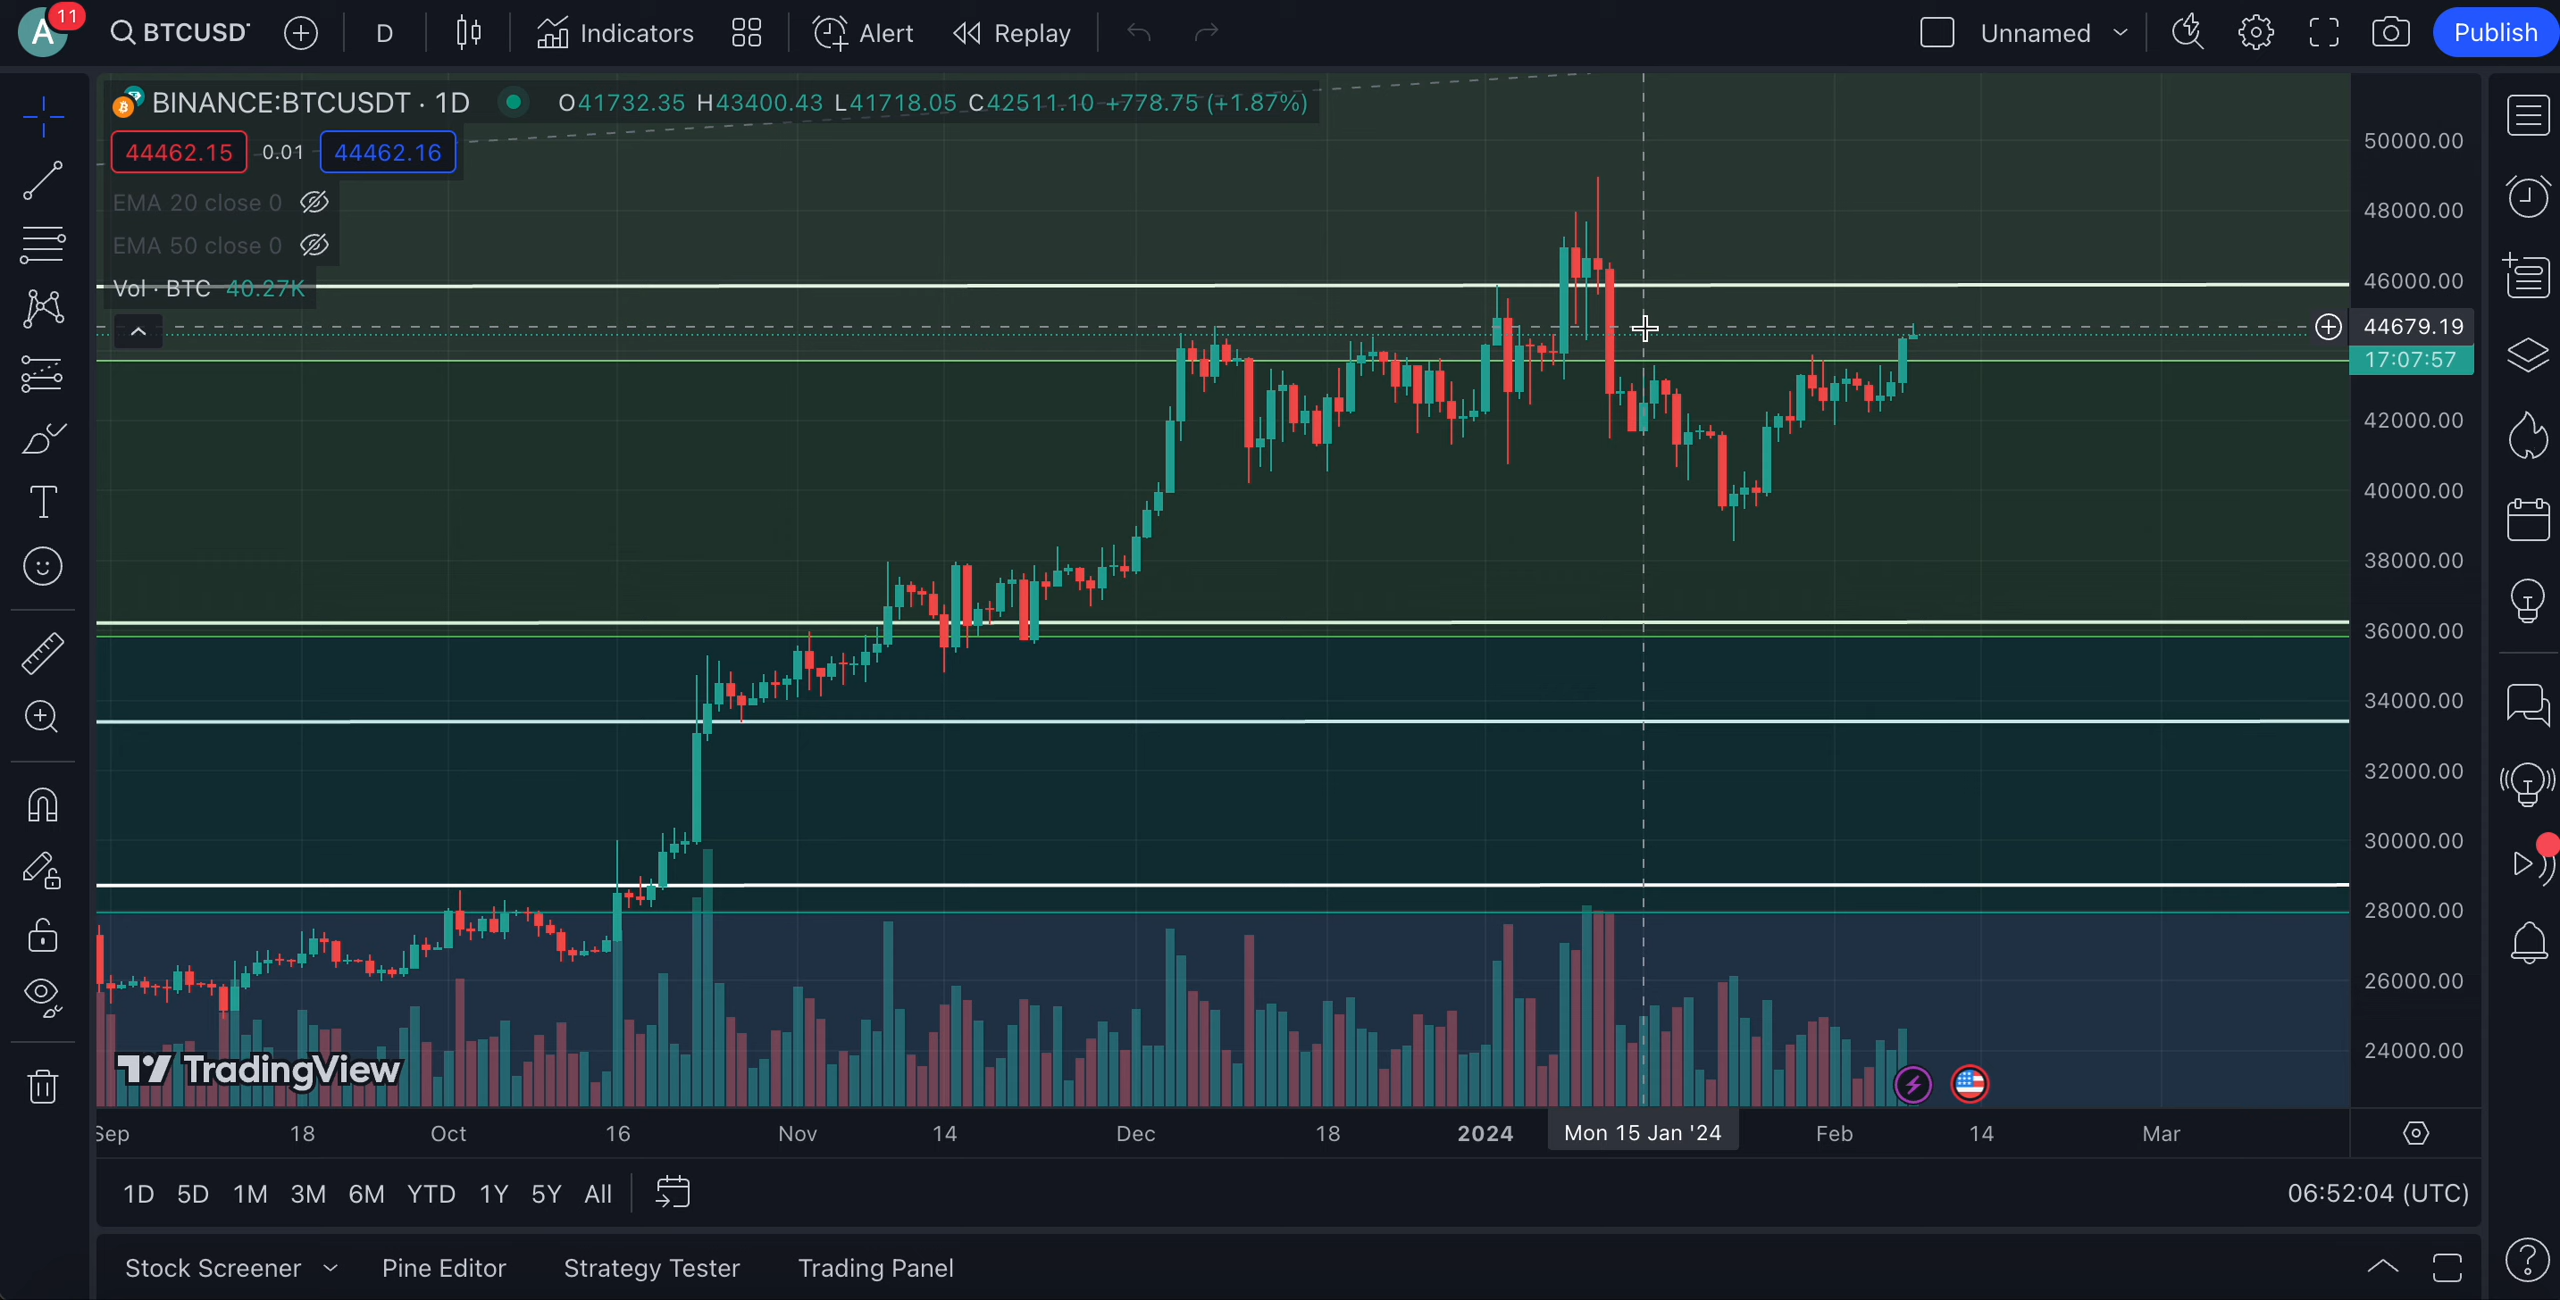 A
11
BTCUSDT
D
Indicators
Alert
Replay
Unnamed
Publish
BINANCE:BTCUSDT · 1D
O41732.35 H43400.43 L41718.05 C42511.10 +778.75 (+1.87%)
44462.15 0.01 44462.16
EMA 20 close 0
EMA 50 close 0
Vol · BTC 40.27K
50000.00
48000.00
46000.00
44679.19
17:07:57
42000.00
40000.00
38000.00
36000.00
34000.00
32000.00
30000.00
28000.00
26000.00
24000.00
TradingView
Sep 18 Oct 16 Nov 14 Dec 18 2024 Mon 15 Jan '24 Feb 14 Mar
1D 5D 1M 3M 6M YTD 1Y 5Y All
06:52:04 (UTC)
Stock Screener Pine Editor Strategy Tester Trading Panel